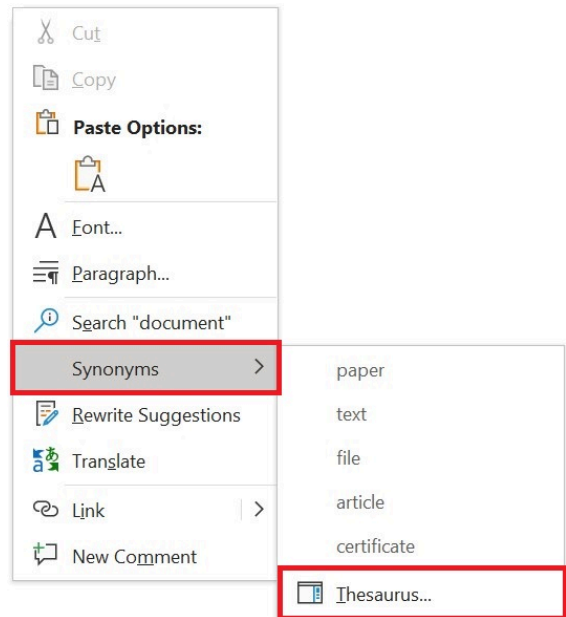 Cut
Copy
Paste Options:
A
Font...
Paragraph...
Search "document"
Synonyms
Rewrite Suggestions
Translate
Link
New Comment
paper
text
file
article
certificate
Thesaurus...